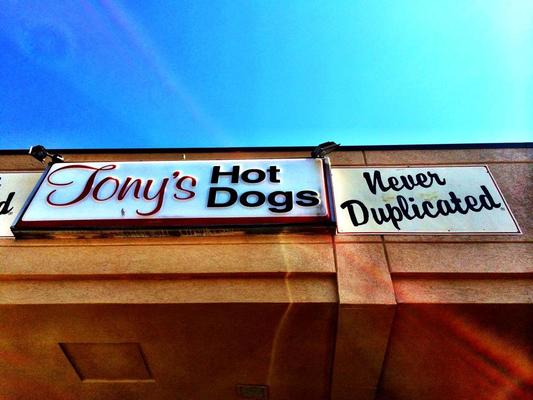 Tony's
Hot
Dogs
Never
Duplicated